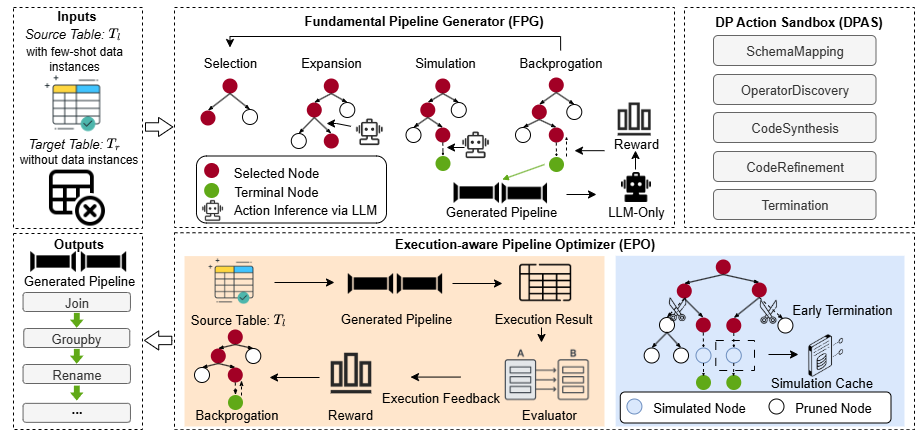 Inputs
Source Table: T_l
with few-shot data
instances
Target Table: T_r
without data instances
Fundamental Pipeline Generator (FPG)
Selection
Expansion
Simulation
Backprogation
Selected Node
Terminal Node
Action Inference via LLM
Generated Pipeline
Reward
LLM-Only
DP Action Sandbox (DPAS)
SchemaMapping
OperatorDiscovery
CodeSynthesis
CodeRefinement
Termination
Outputs
Generated Pipeline
Join
Groupby
Rename
...
Execution-aware Pipeline Optimizer (EPO)
Source Table: T_l
Generated Pipeline
Execution Result
A
B
Evaluator
Execution Feedback
Reward
Backprogation
Early Termination
Simulation Cache
Simulated Node
Pruned Node